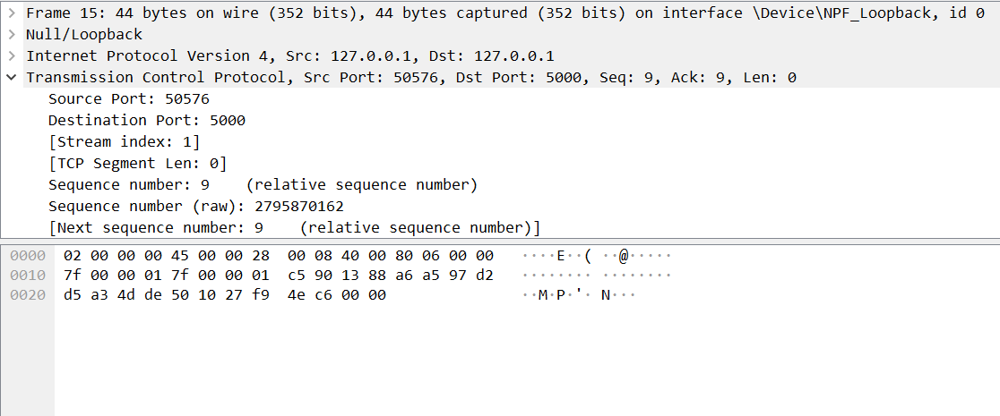 Frame 15: 44 bytes on wire (352 bits), 44 bytes captured (352 bits) on interface \Device\NPF_Loopback, id 0
Null/Loopback
Internet Protocol Version 4, Src: 127.0.0.1, Dst: 127.0.0.1
Transmission Control Protocol, Src Port: 50576, Dst Port: 5000, Seq: 9, Ack: 9, Len: 0
Source Port: 50576
Destination Port: 5000
[Stream index: 1]
[TCP Segment Len: 0]
Sequence number: 9    (relative sequence number)
Sequence number (raw): 2795870162
[Next sequence number: 9    (relative sequence number)]
0000  02 00 00 00 45 00 00 28  00 08 40 00 80 06 00 00   ····E··( ··@·····
0010  7f 00 00 01 7f 00 00 01  c5 90 13 88 a6 a5 97 d2   ········ ········
0020  d5 a3 4d de 50 10 27 f9  4e c6 00 00   ··M·P·'· N···